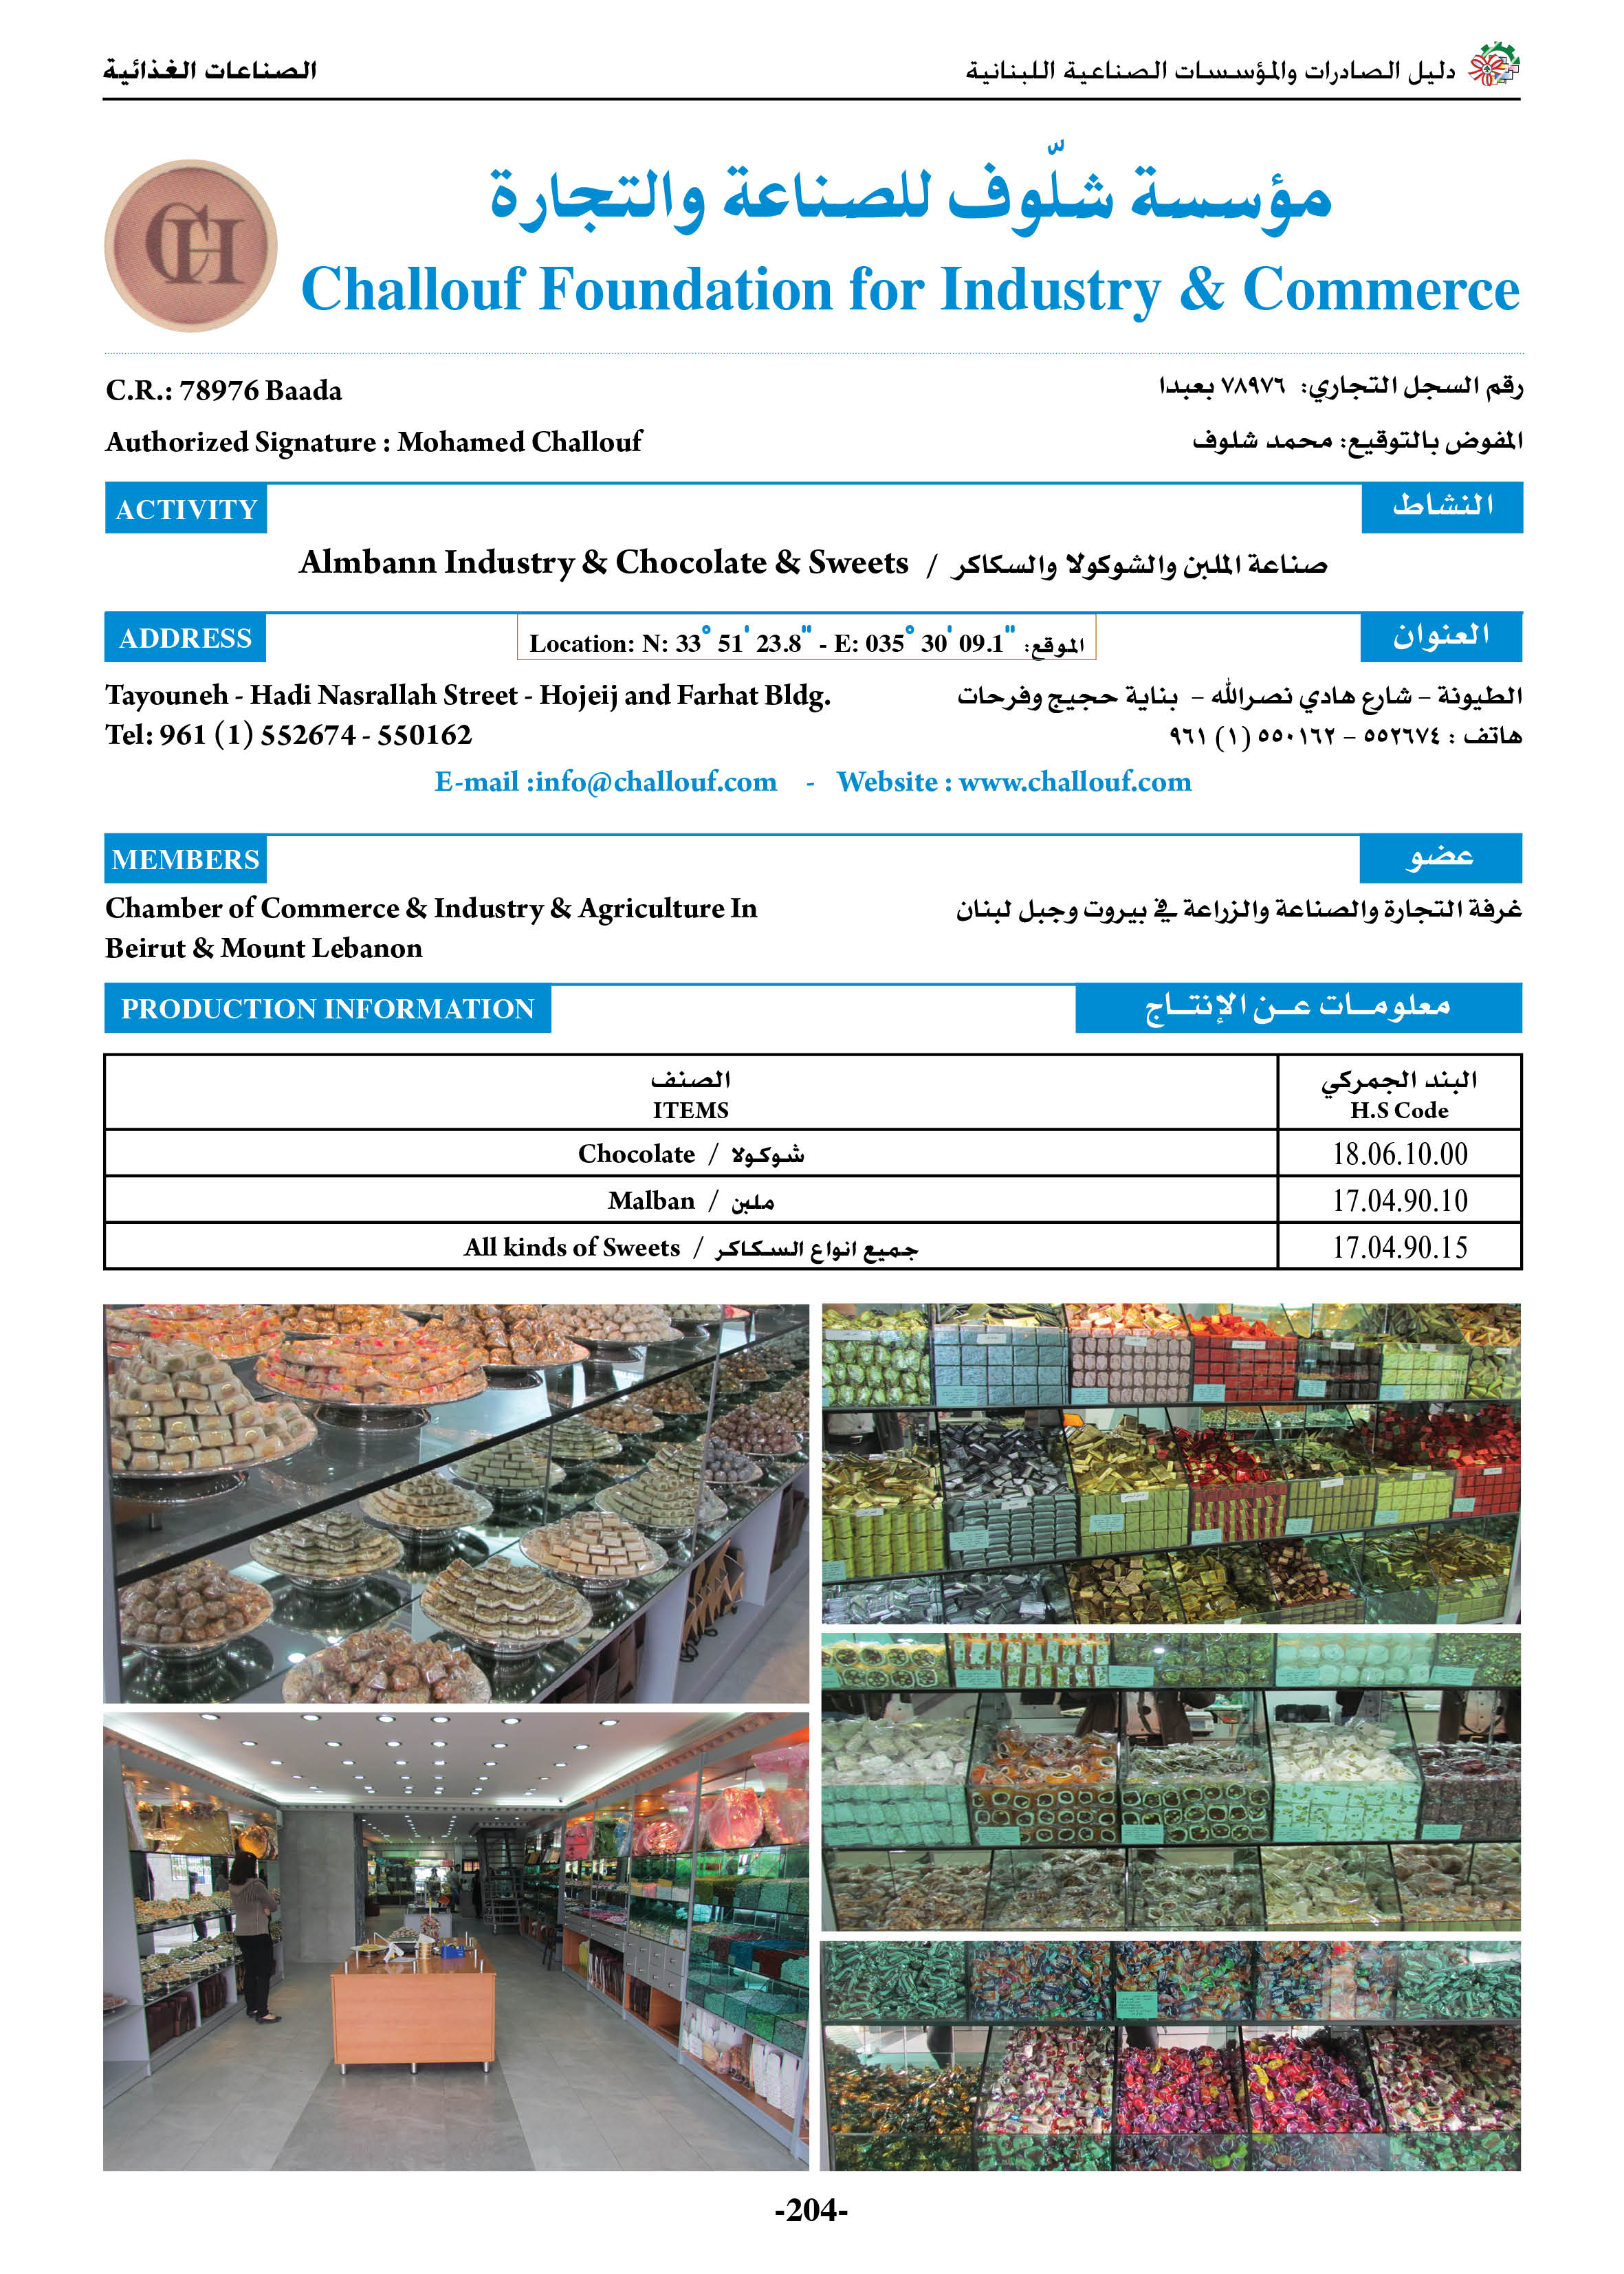 دليل الصادرات والمؤسسات الصناعية اللبنانية
الصناعات الغذائية
CH
مؤسسة شلّوف للصناعة والتجارة
Challouf Foundation for Industry & Commerce
C.R.: 78976 Baada
رقم السجل التجاري: ٧٨٩٧٦ بعبدا
Authorized Signature : Mohamed Challouf
المفوض بالتوقيع: محمد شلوف
ACTIVITY
النشاط
Almbann Industry & Chocolate & Sweets / صناعة الملبن والشوكولا والسكاكر
ADDRESS
Location: N: 33° 51' 23.8" - E: 035° 30' 09.1" :الموقع
العنوان
Tayouneh - Hadi Nasrallah Street - Hojeij and Farhat Bldg.
الطيونة – شارع هادي نصرالله – بناية حجيج وفرحات
Tel: 961 (1) 552674 - 550162
هاتف : ٥٥٢٦٧٤ – ٥٥٠١٦٢ (١) ٩٦١
E-mail :info@challouf.com - Website : www.challouf.com
MEMBERS
عضو
Chamber of Commerce & Industry & Agriculture In
Beirut & Mount Lebanon
غرفة التجارة والصناعة والزراعة في بيروت وجبل لبنان
PRODUCTION INFORMATION
معلومـــات عـــن الإنتـــاج
الصنف
ITEMS
البند الجمركي
H.S Code
Chocolate / شوكولا
18.06.10.00
Malban / ملبن
17.04.90.10
All kinds of Sweets / جميع انواع السكاكر
17.04.90.15
-204-